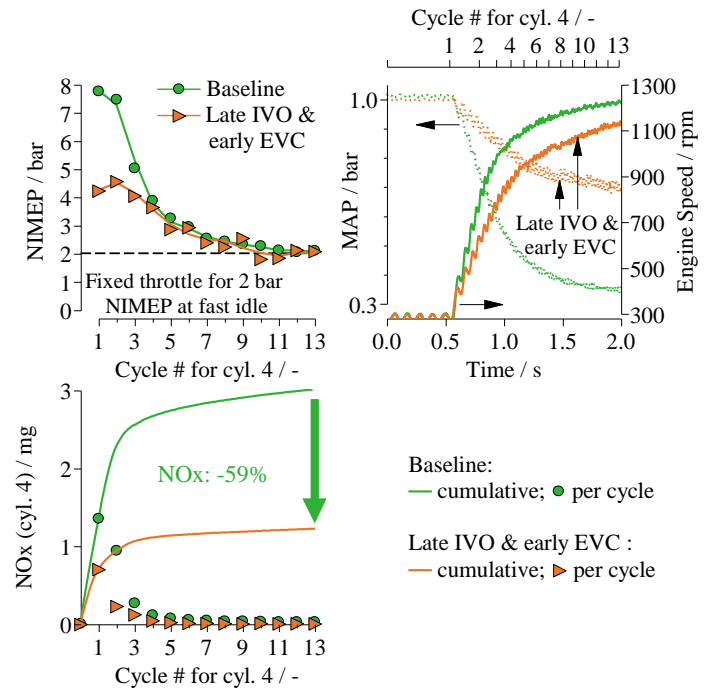 Cycle # for cyl. 4 / -
1 2 3 4 6 8 10 13
8
7
6
5
4
3
2
1
0
NIMEP / bar
Baseline
Late IVO &
early EVC
Fixed throttle for 2 bar
NIMEP at fast idle
1 3 5 7 9 11 13
Cycle # for cyl. 4 / -
1.0
0.3
MAP / bar
Late IVO &
early EVC
1300
1100
900
700
500
300
Engine Speed / rpm
0.0 0.5 1.0 1.5 2.0
Time / s
3
2
1
0
NOx (cyl. 4) / mg
NOx: -59%
1 3 5 7 9 11 13
Cycle # for cyl. 4 / -
Baseline:
cumulative; per cycle
Late IVO & early EVC :
cumulative; per cycle